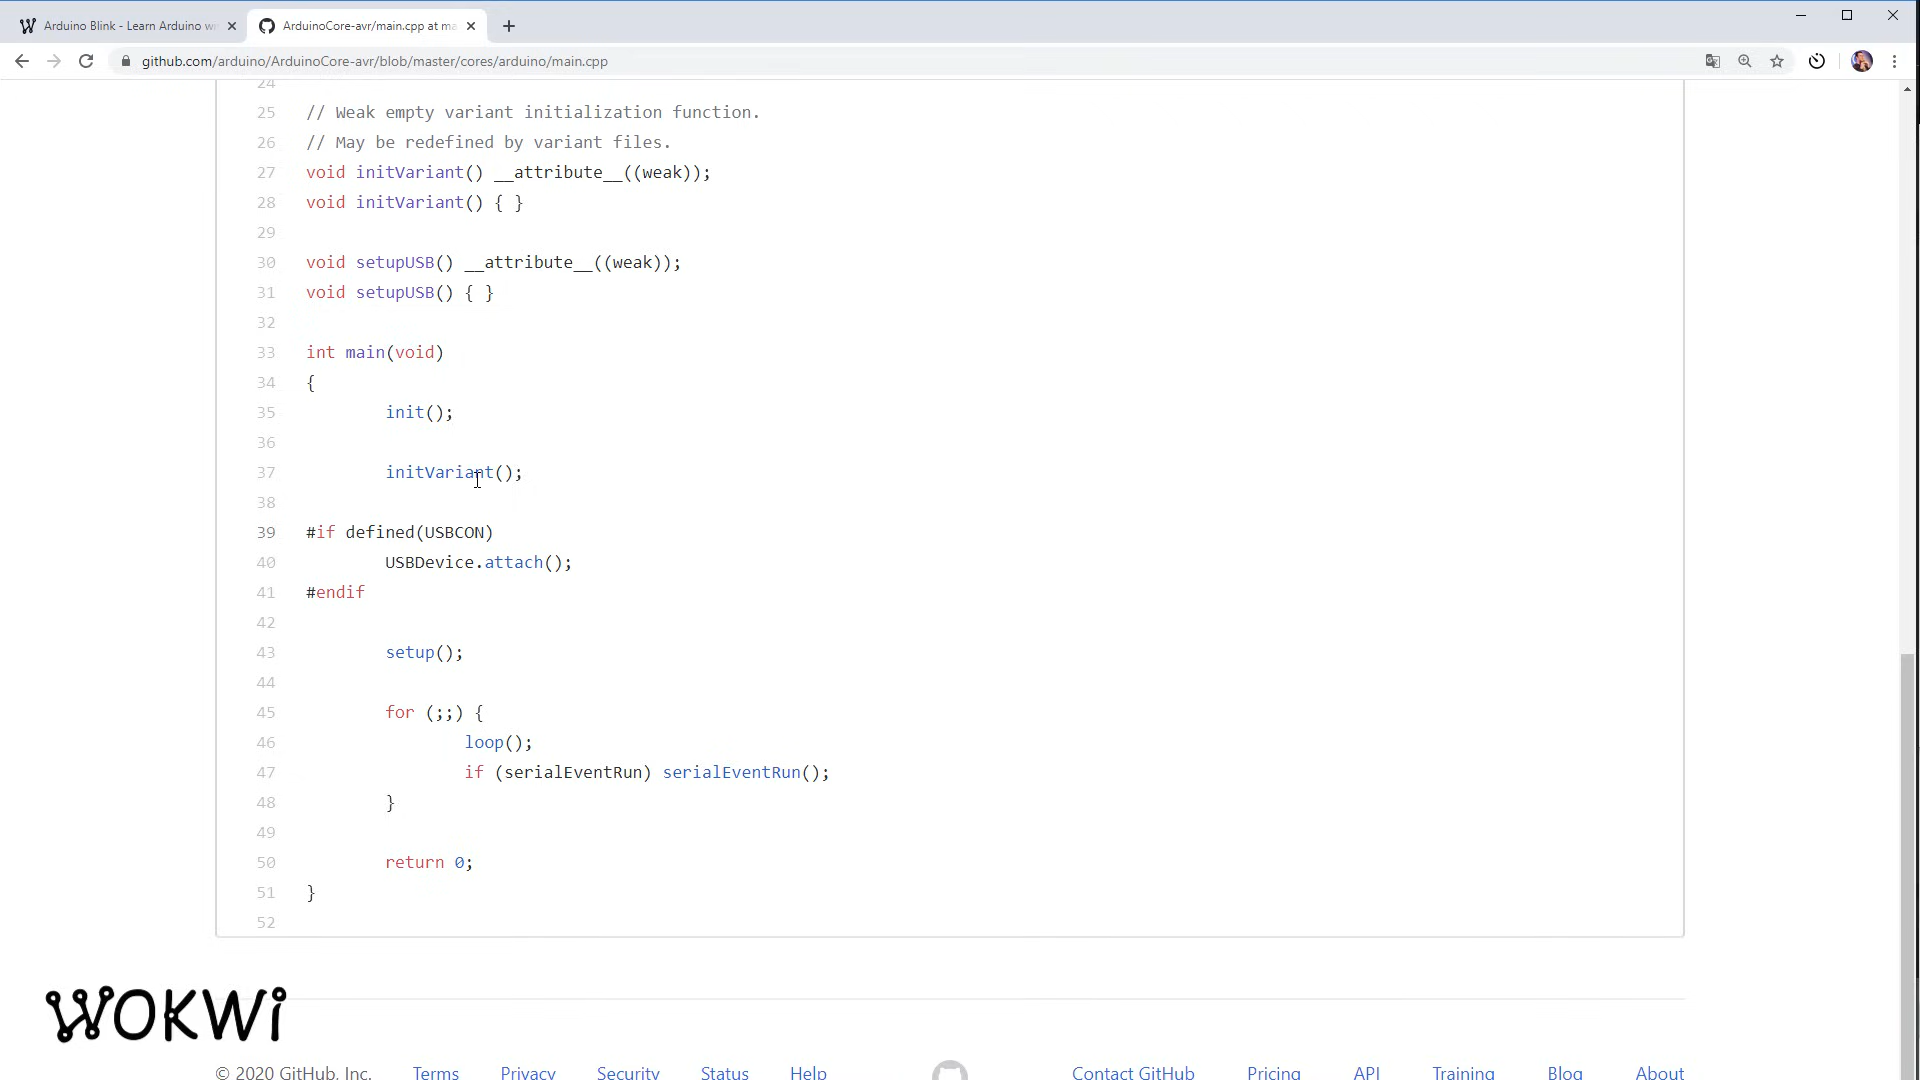 Arduino Blink - Learn Arduino wi
ArduinoCore-avr/main.cpp at ma
github.com/arduino/ArduinoCore-avr/blob/master/cores/arduino/main.cpp
24
25 // Weak empty variant initialization function.
26 // May be redefined by variant files.
27 void initVariant() __attribute__((weak));
28 void initVariant() { }
29
30 void setupUSB() __attribute__((weak));
31 void setupUSB() { }
32
33 int main(void)
34 {
35 init();
36
37 initVariant();
38
39 #if defined(USBCON)
40 USBDevice.attach();
41 #endif
42
43 setup();
44
45 for (;;) {
46 loop();
47 if (serialEventRun) serialEventRun();
48 }
49
50 return 0;
51 }
52
WOKWi
© 2020 GitHub, Inc. Terms Privacy Security Status Help Contact GitHub Pricing API Training Blog About